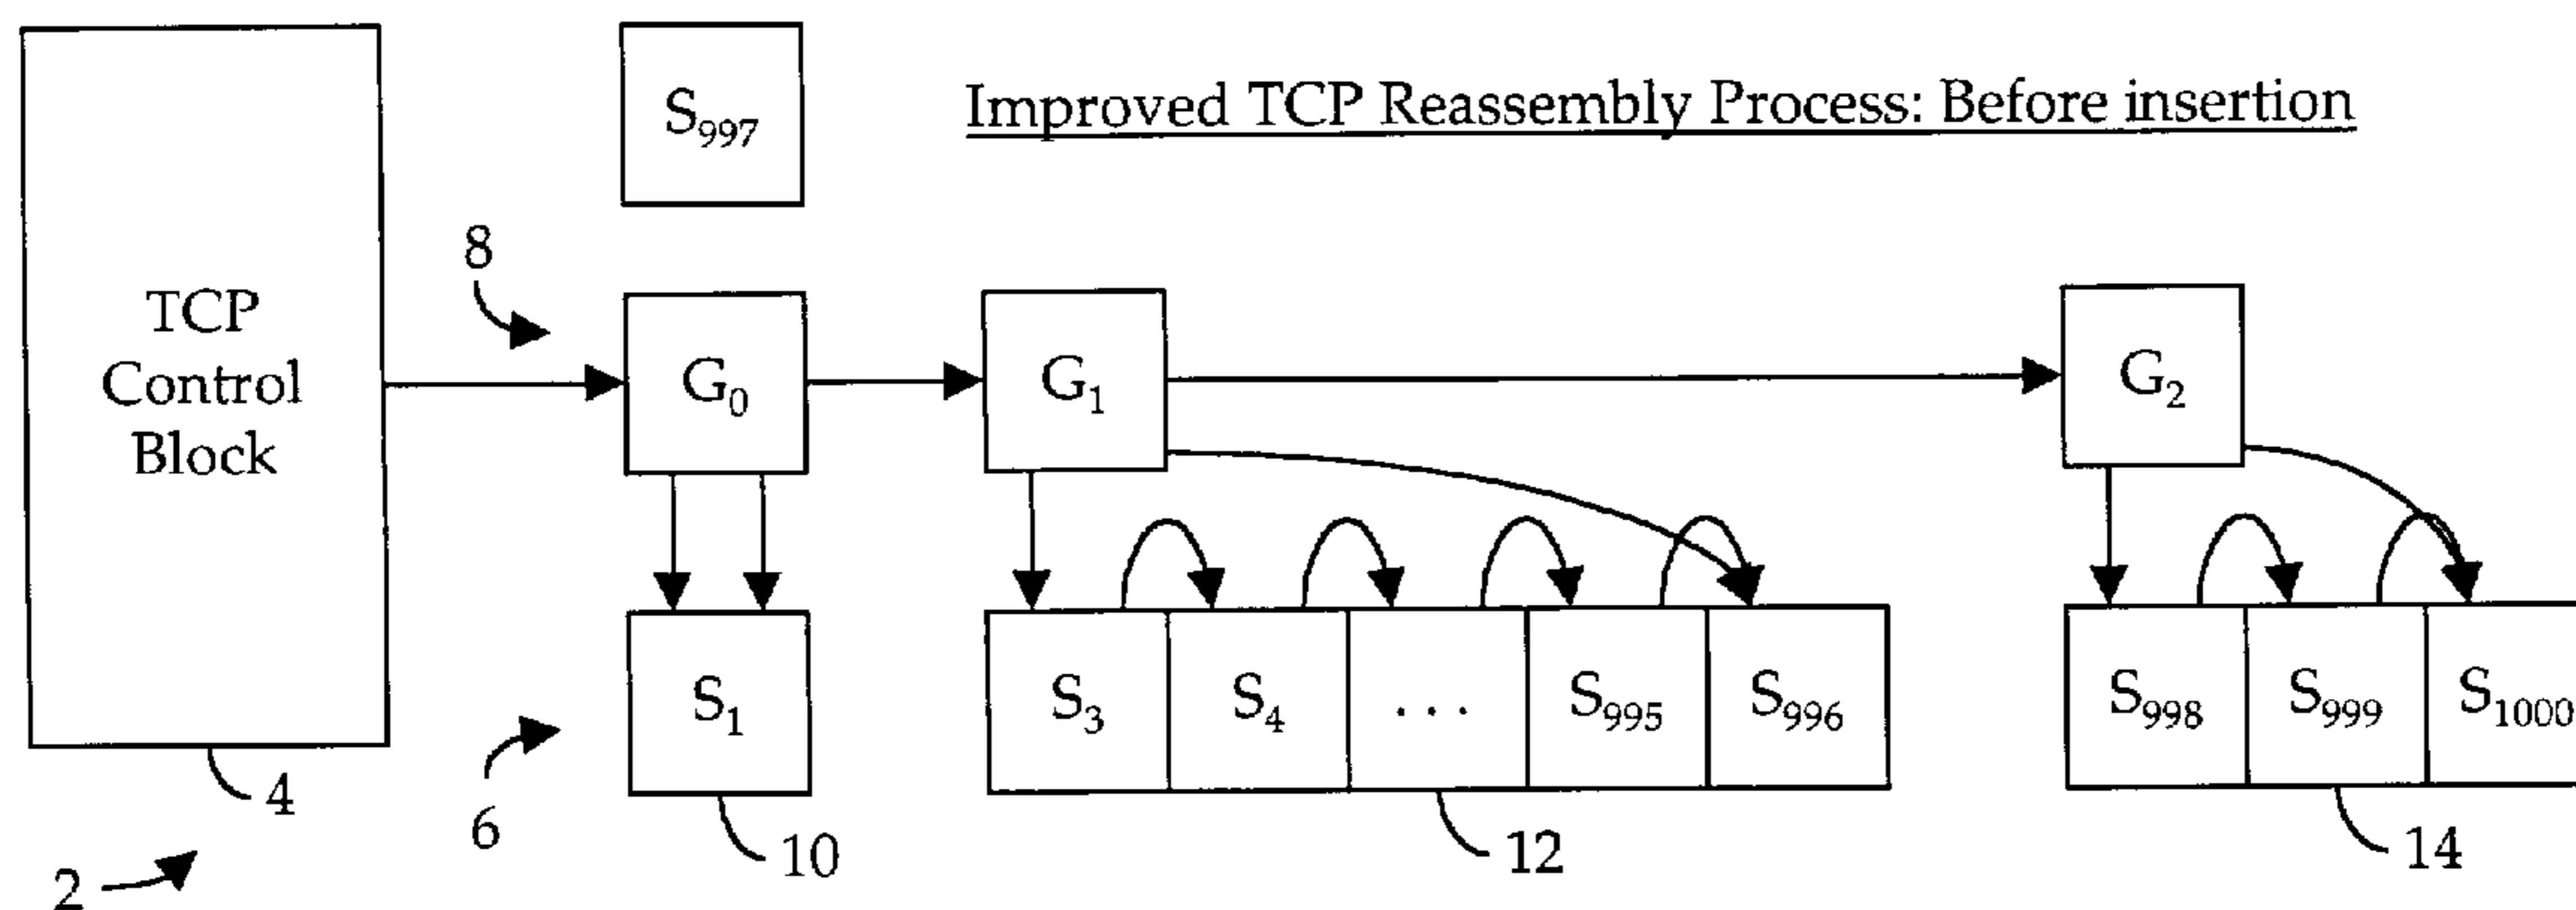 S997
Improved TCP Reassembly Process: Before insertion
8
TCP
Control
Block
G0
G1
G2
S1
S3
S4
...
S995
S996
S998
S999
S1000
4
6
10
12
14
2